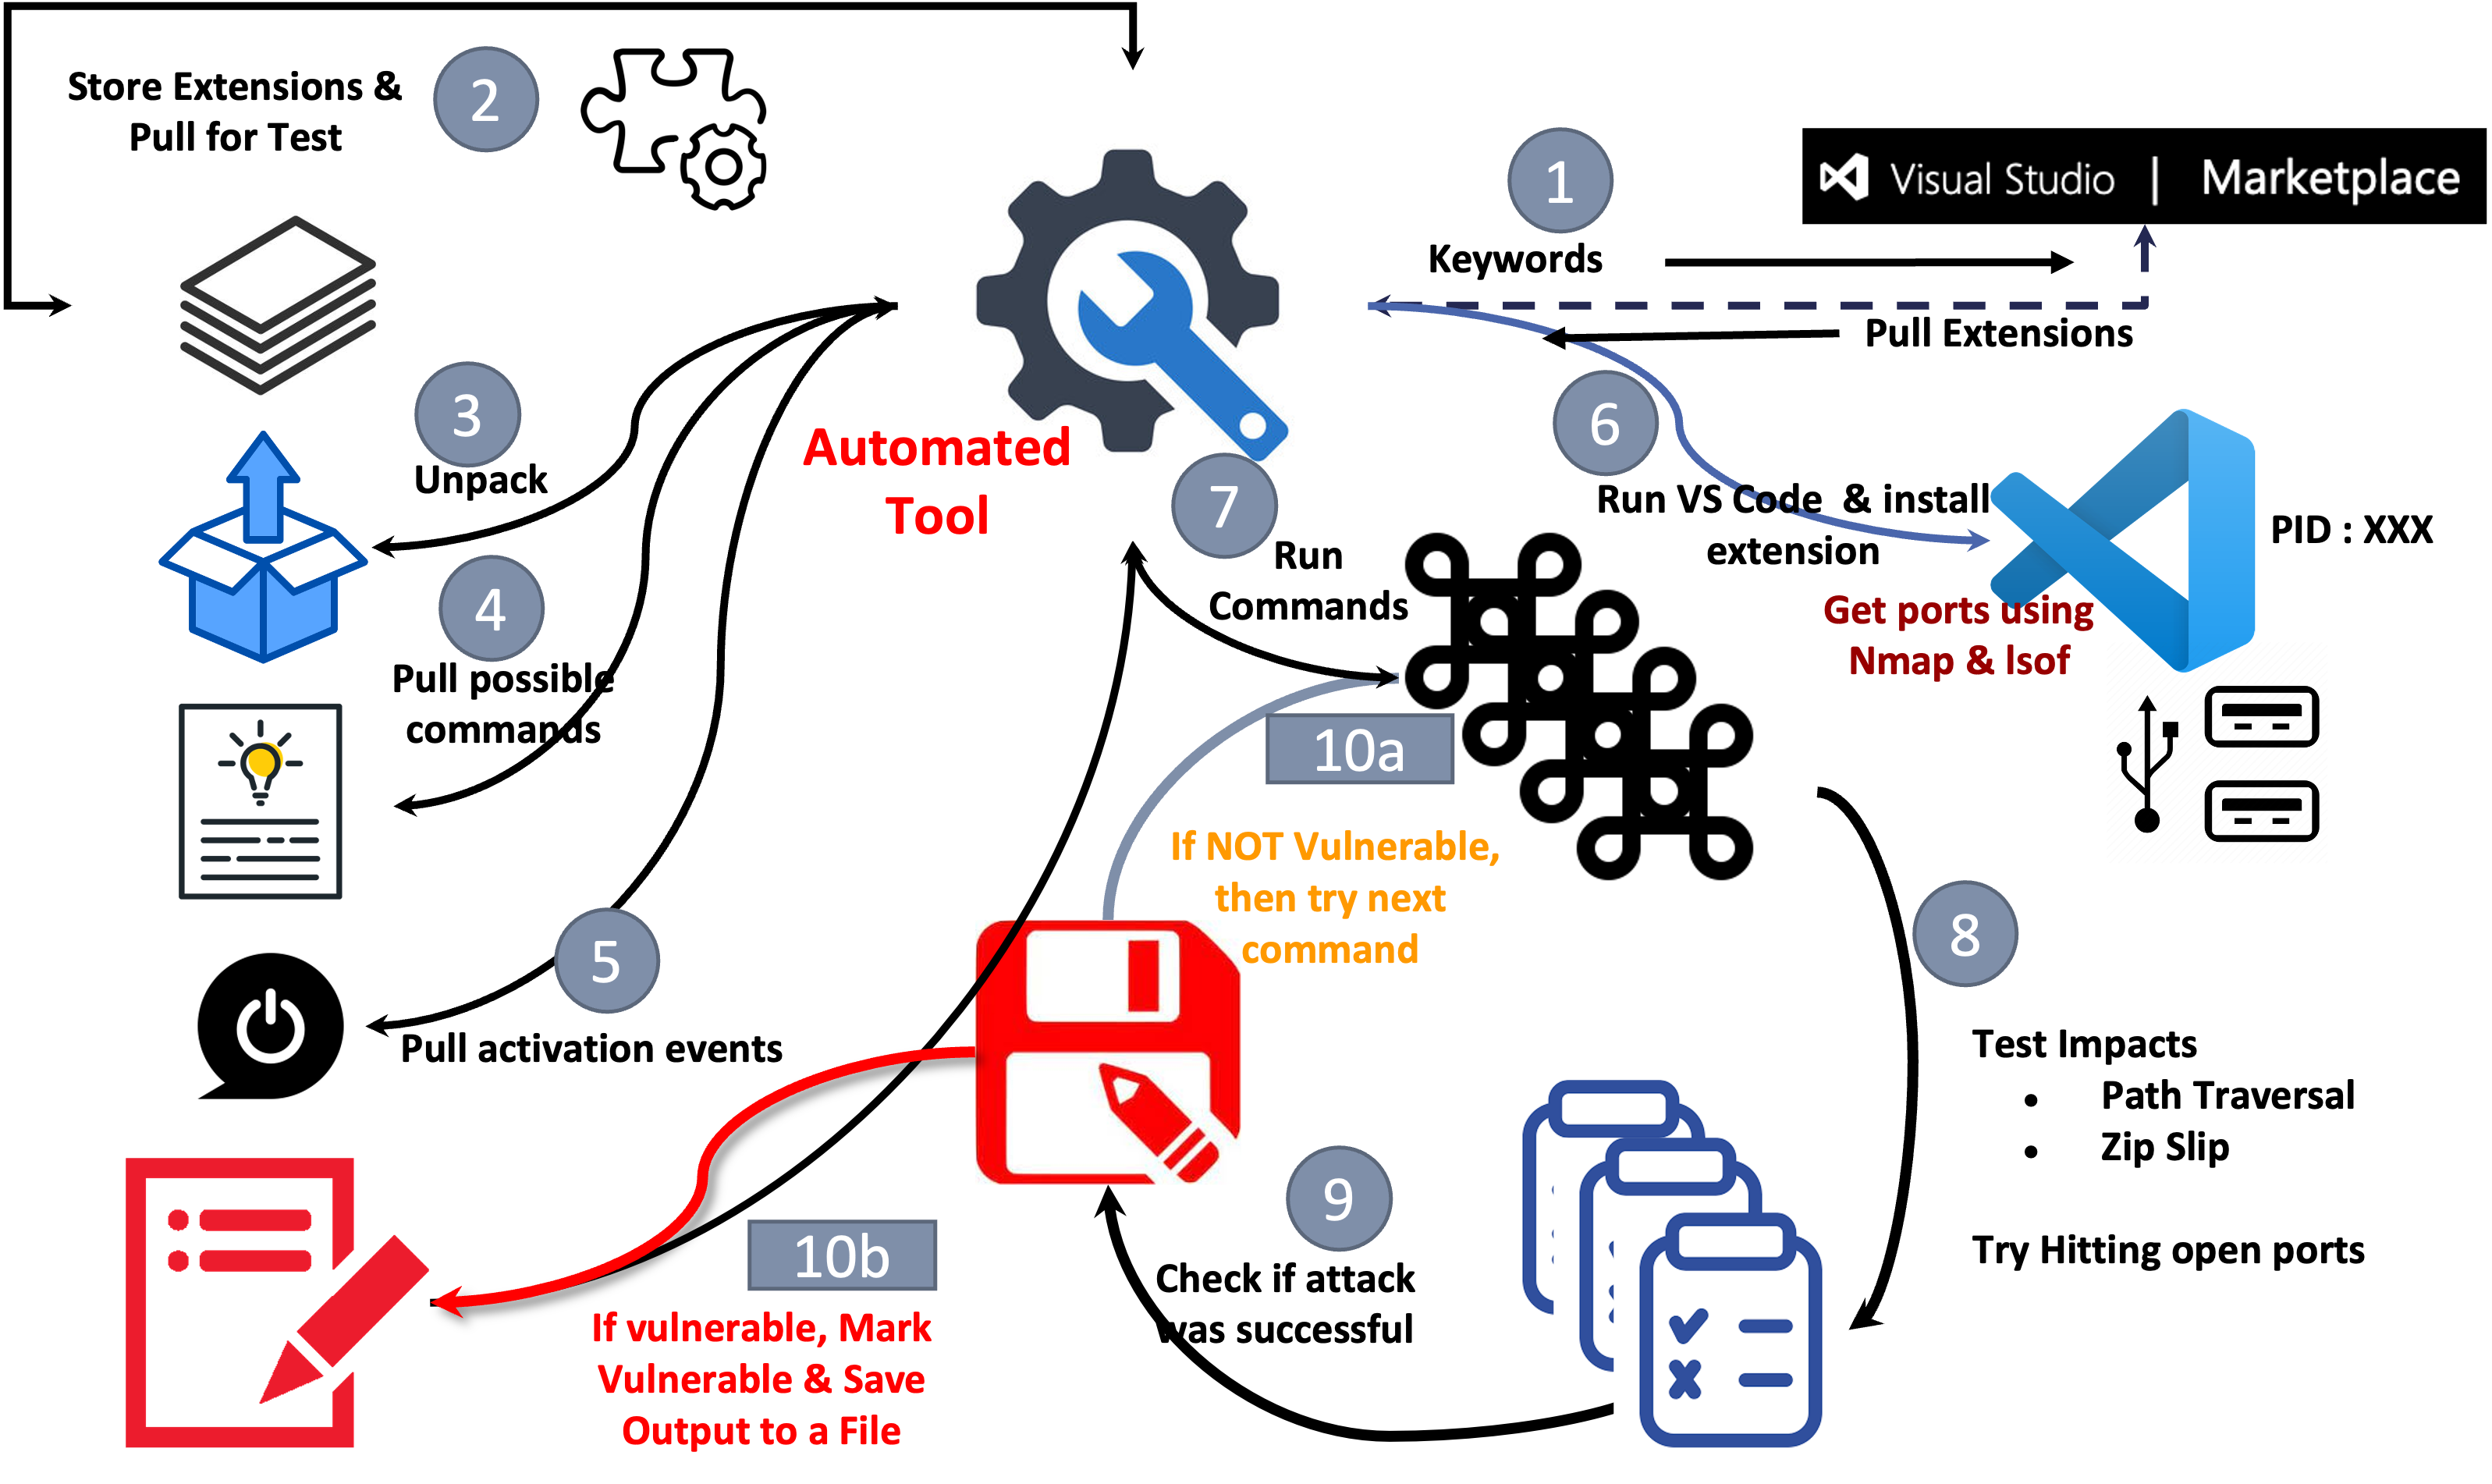 Store Extensions &
Pull for Test
2
1
Visual Studio | Marketplace
Keywords
Pull Extensions
3
Unpack
Automated
Tool
6
Run VS Code & install
extension
PID : XXX
Get ports using
Nmap & lsof
7
Run
Commands
4
Pull possible
commands
10a
If NOT Vulnerable,
then try next
command
5
Pull activation events
8
Test Impacts
• Path Traversal
• Zip Slip
Try Hitting open ports
9
Check if attack
was successful
10b
If vulnerable, Mark
Vulnerable & Save
Output to a File